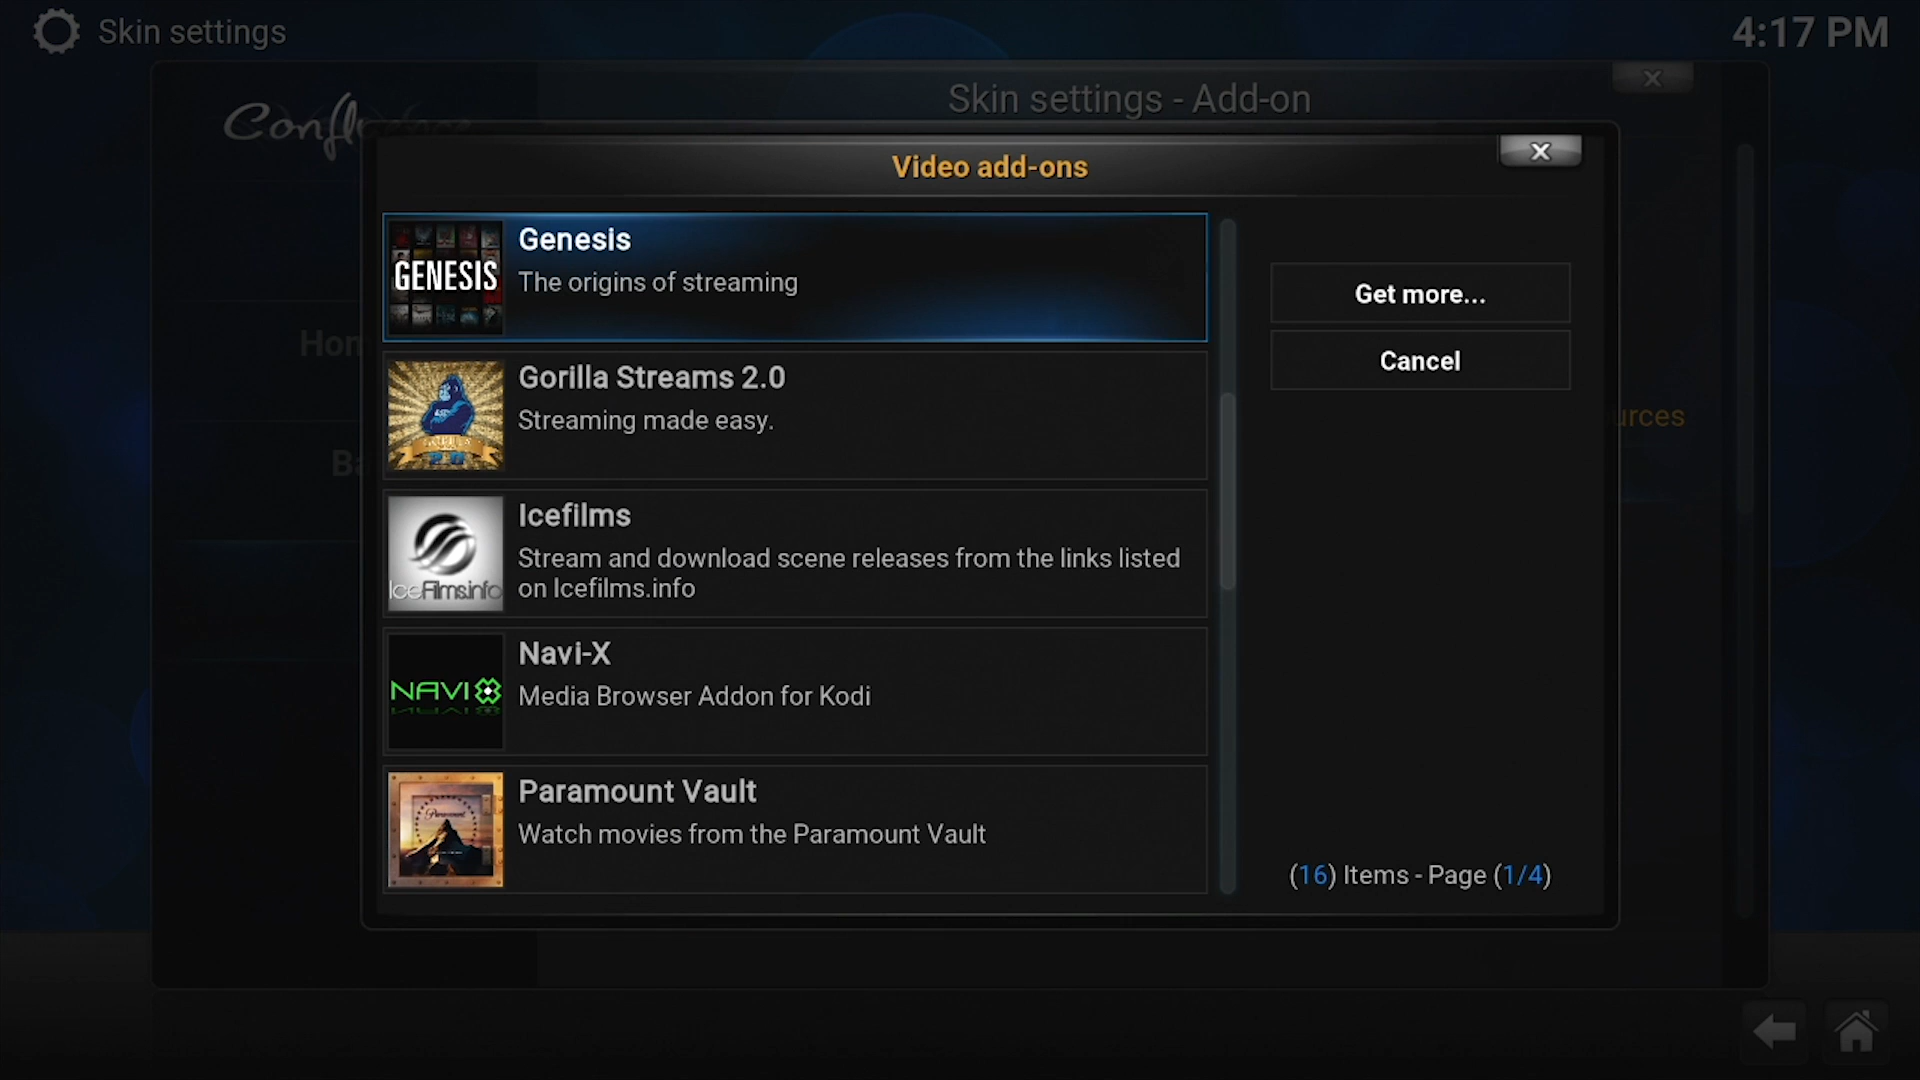 Skin settings
4:17 PM
Skin settings - Add-on
Video add-ons
GENESIS
Genesis
The origins of streaming
Get more...
Cancel
Gorilla Streams 2.0
Streaming made easy.
Icefilms
Stream and download scene releases from the links listed
on Icefilms.info
IceFilms.info
Navi-X
Media Browser Addon for Kodi
NAVI
Paramount Vault
Watch movies from the Paramount Vault
Paramount
(16) Items - Page (1/4)